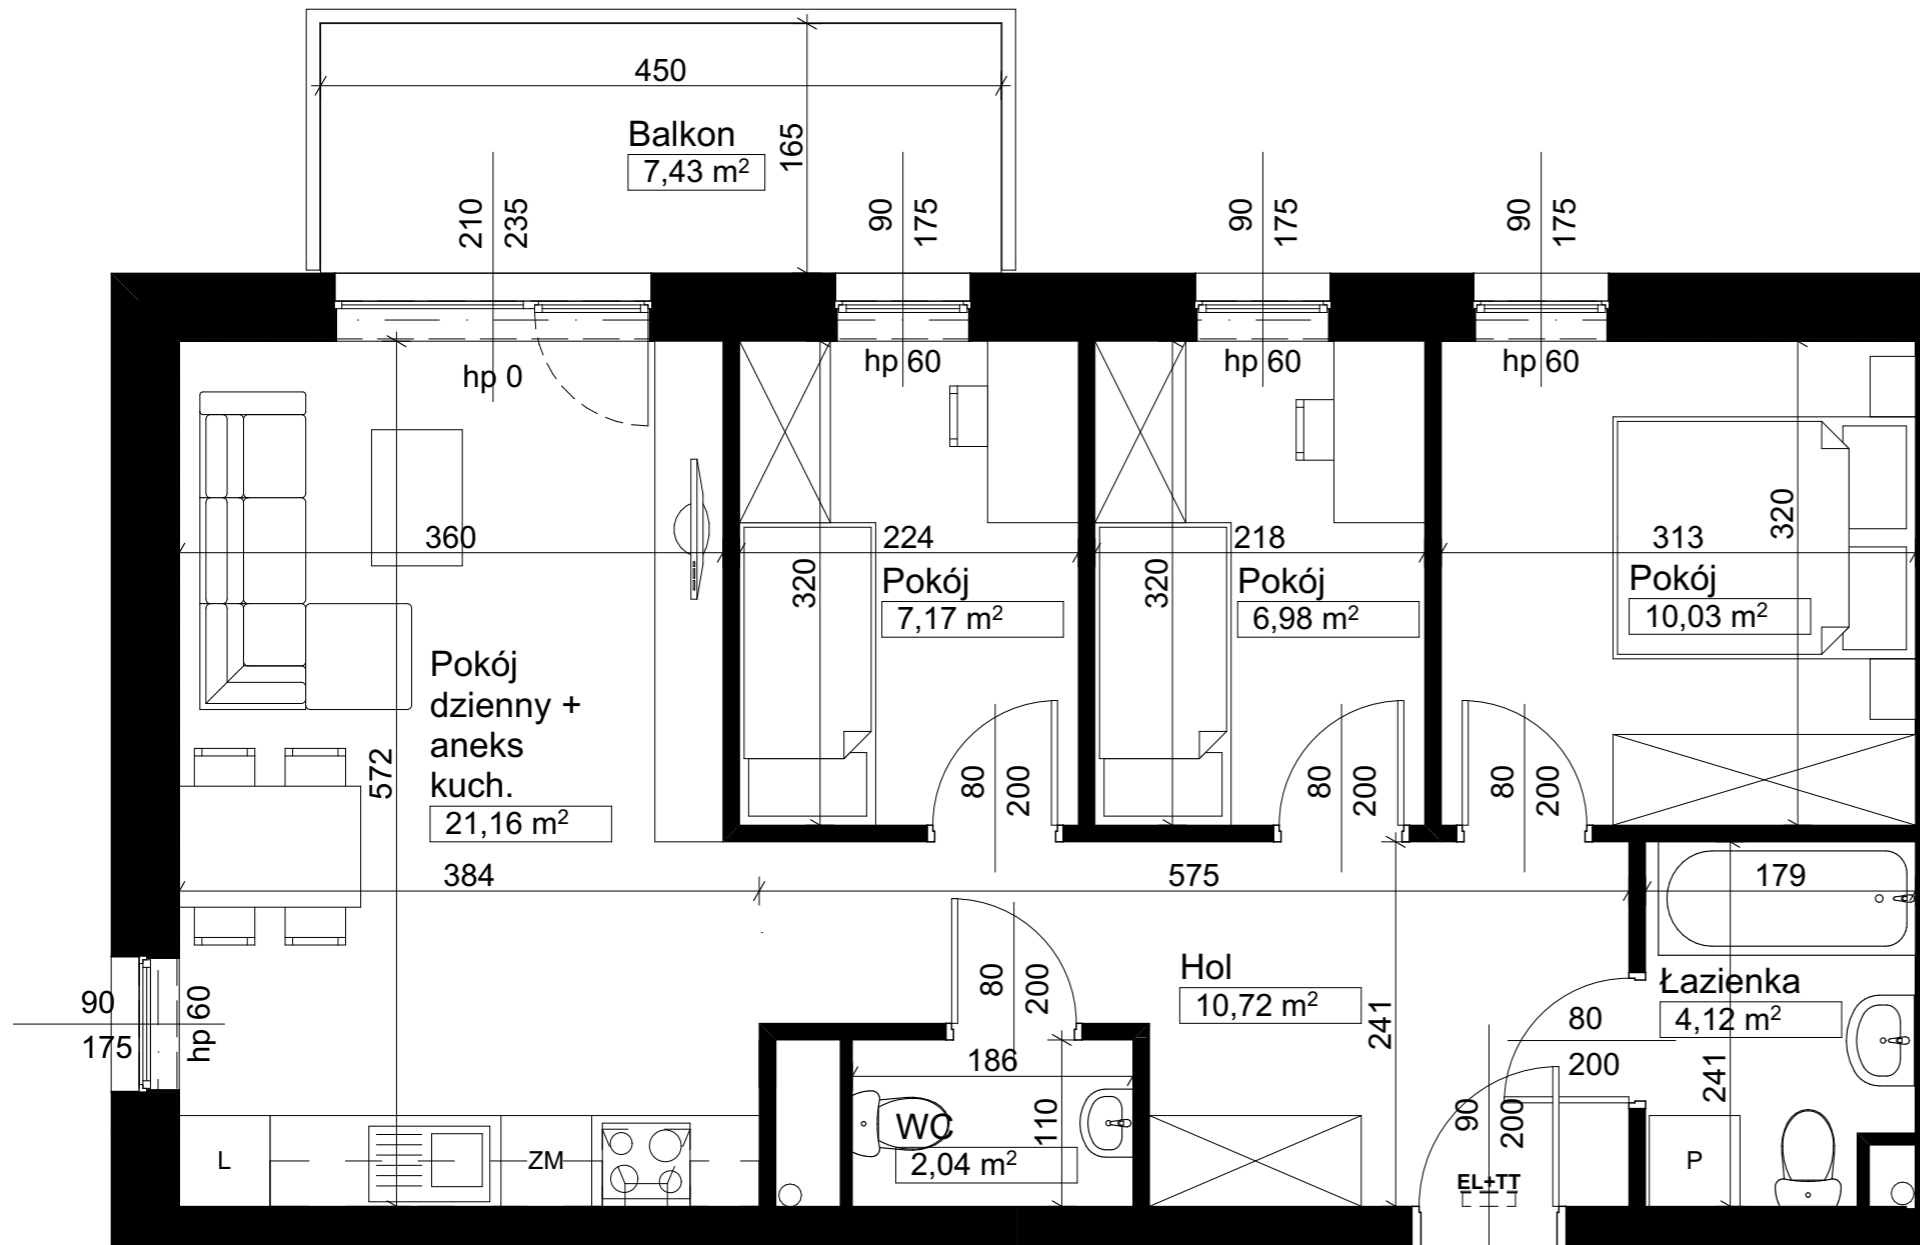 450
Balkon
7,43 m²
165
210
235
90
175
90
175
90
175
hp 0
hp 60
hp 60
hp 60
360
224
218
313
320
320
320
Pokój
7,17 m²
Pokój
6,98 m²
Pokój
10,03 m²
Pokój
dzienny +
aneks
kuch.
21,16 m²
572
80
200
80
200
80
200
384
575
179
80
200
Hol
10,72 m²
241
Łazienka
4,12 m²
80
200
241
90
175
hp 60
186
110
WC
2,04 m²
90
200
EL+TT
L
ZM
P